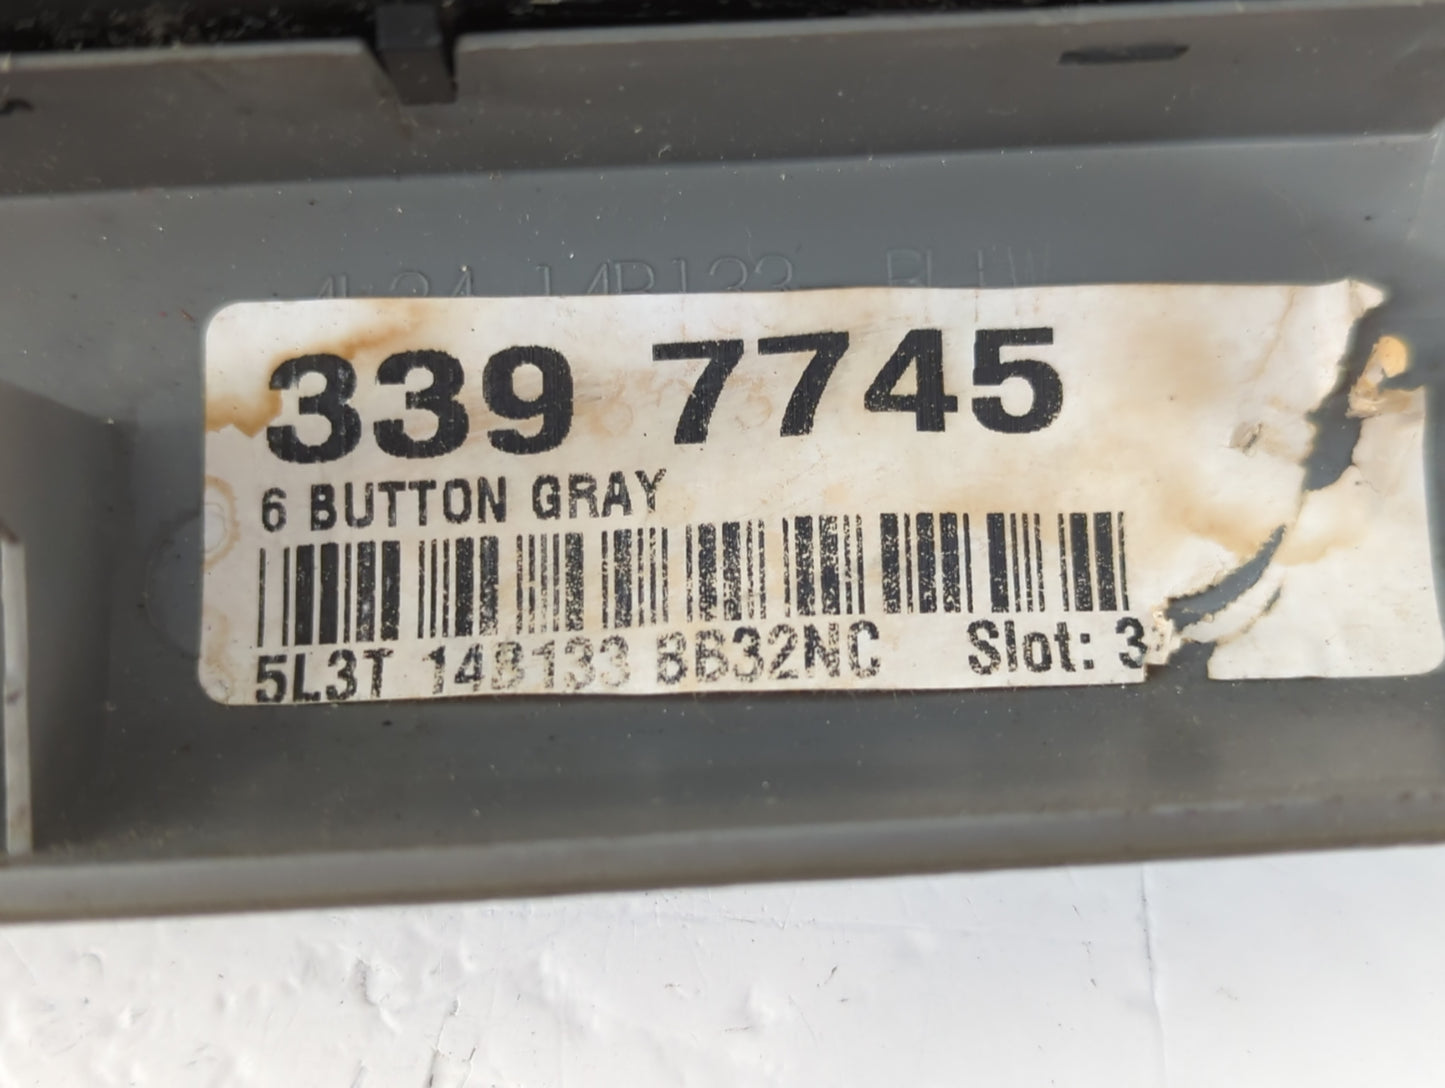 339 7745
6 BUTTON GRAY
5L3T 14B133 BB32NC Slot: 3